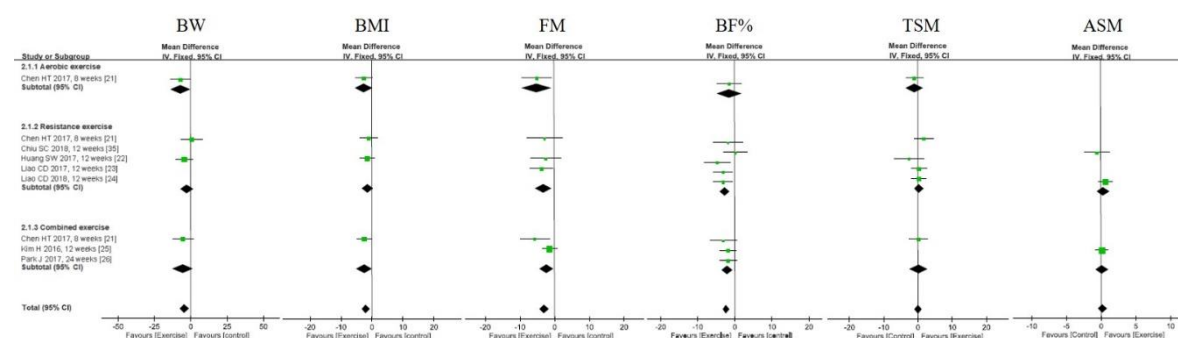 BW BMI FM BF% TSM ASM
Mean Difference Mean Difference Mean Difference Mean Difference Mean Difference Mean Difference
Study or Subgroup IV, Fixed, 95% CI IV, Fixed, 95% CI IV, Fixed, 95% CI IV, Fixed, 95% CI IV, Fixed, 95% CI IV, Fixed, 95% CI
2.1.1 Aerobic exercise
Chen HT 2017, 8 weeks [21]
Subtotal (95% CI)
2.1.2 Resistance exercise
Chen HT 2017, 8 weeks [21]
Chiu SC 2018, 12 weeks [35]
Huang SW 2017, 12 weeks [22]
Liao CD 2017, 12 weeks [23]
Liao CD 2018, 12 weeks [24]
Subtotal (95% CI)
2.1.3 Combined exercise
Chen HT 2017, 8 weeks [21]
Kim H 2016, 12 weeks [25]
Park J 2017, 24 weeks [26]
Subtotal (95% CI)
Total (95% CI)
-50 -25 0 25 50 -20 -10 0 10 20 -20 -10 0 10 20 -20 -10 0 10 20 -20 -10 0 10 20 -10 -5 0 5 10
Favours [Exercise] Favours [control] Favours [Exercise] Favours [control] Favours [Exercise] Favours [control] Favours [Exercise] Favours [control] Favours [Control] Favours [Exercise] Favours [Control] Favours [Exercise]